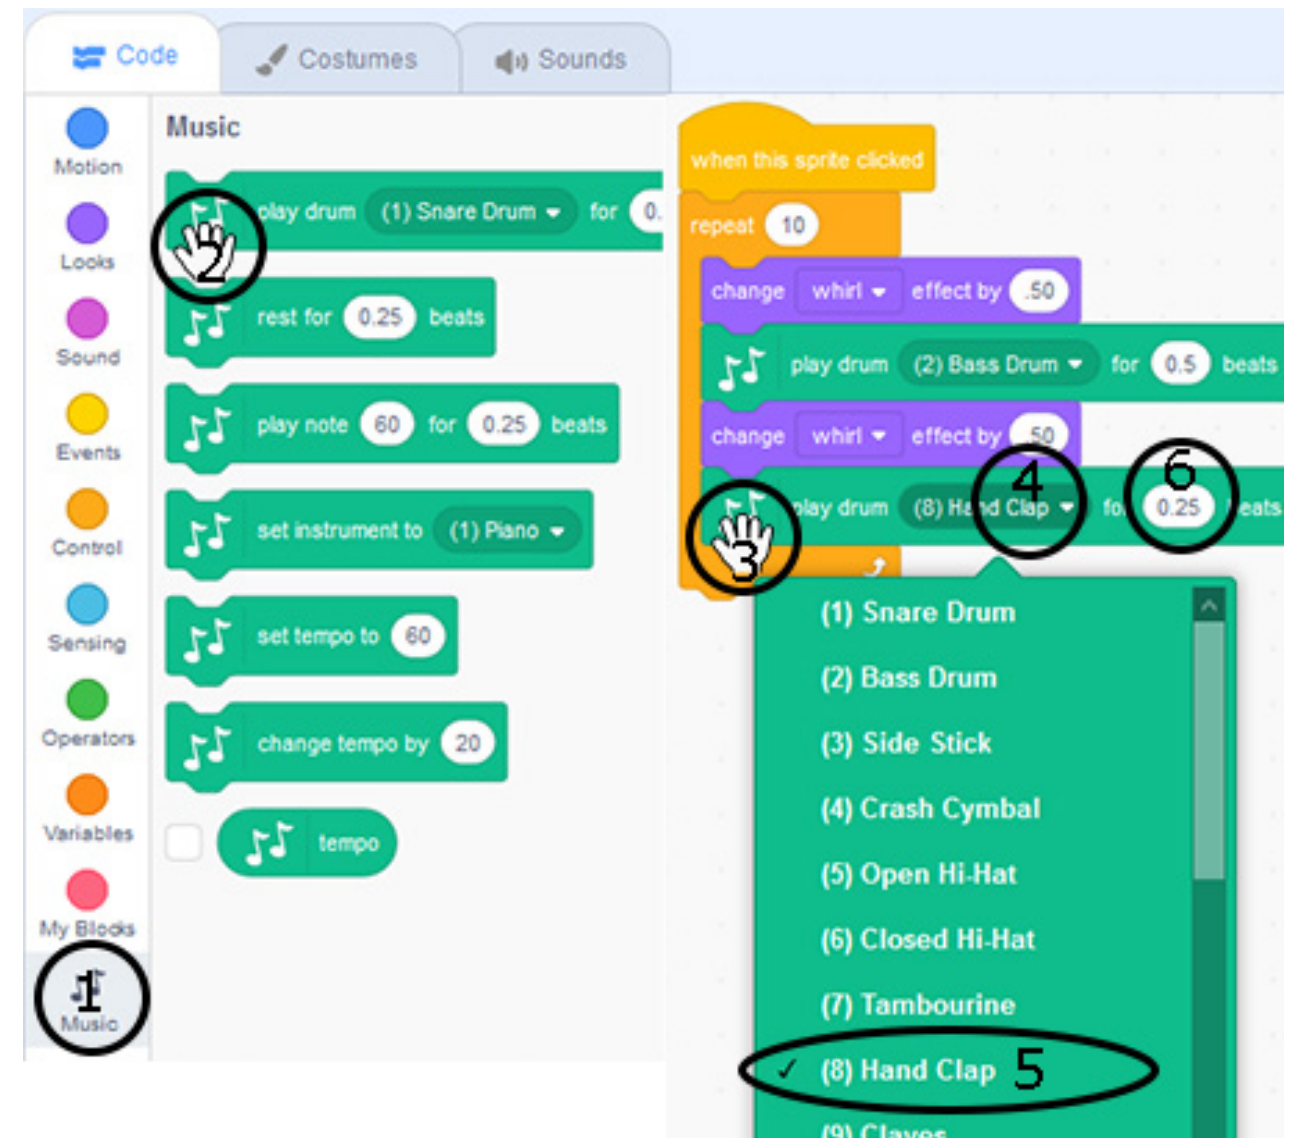 Code
Costumes
Sounds
Motion
Looks
Sound
Events
Control
Sensing
Operators
Variables
My Blocks
1
Music
Music
play drum (1) Snare Drum for 0.
2
rest for 0.25 beats
play note 60 for 0.25 beats
set instrument to (1) Piano
set tempo to 60
change tempo by 20
tempo
when this sprite clicked
repeat 10
change whirl effect by .50
play drum (2) Bass Drum for 0.5 beats
change whirl effect by .50
4
6
play drum (8) Hand Clap for 0.25 beats
3
(1) Snare Drum
(2) Bass Drum
(3) Side Stick
(4) Crash Cymbal
(5) Open Hi-Hat
(6) Closed Hi-Hat
(7) Tambourine
✓ (8) Hand Clap 5
(9) Claves